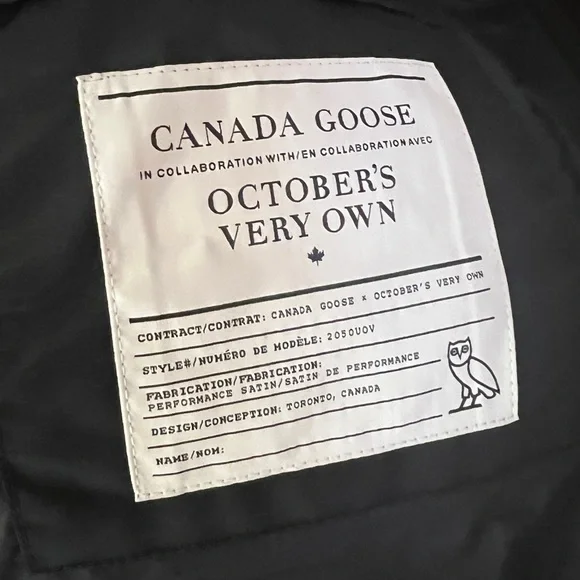 CANADA GOOSE
IN COLLABORATION WITH/EN COLLABORATION AVEC
OCTOBER'S
VERY OWN
CONTRACT/CONTRAT: CANADA GOOSE x OCTOBER'S VERY OWN
STYLE#/NUMÉRO DE MODÈLE: 2050UOV
FABRICATION/FABRICATION:
PERFORMANCE SATIN/SATIN DE PERFORMANCE
DESIGN/CONCEPTION: TORONTO, CANADA
NAME/NOM: